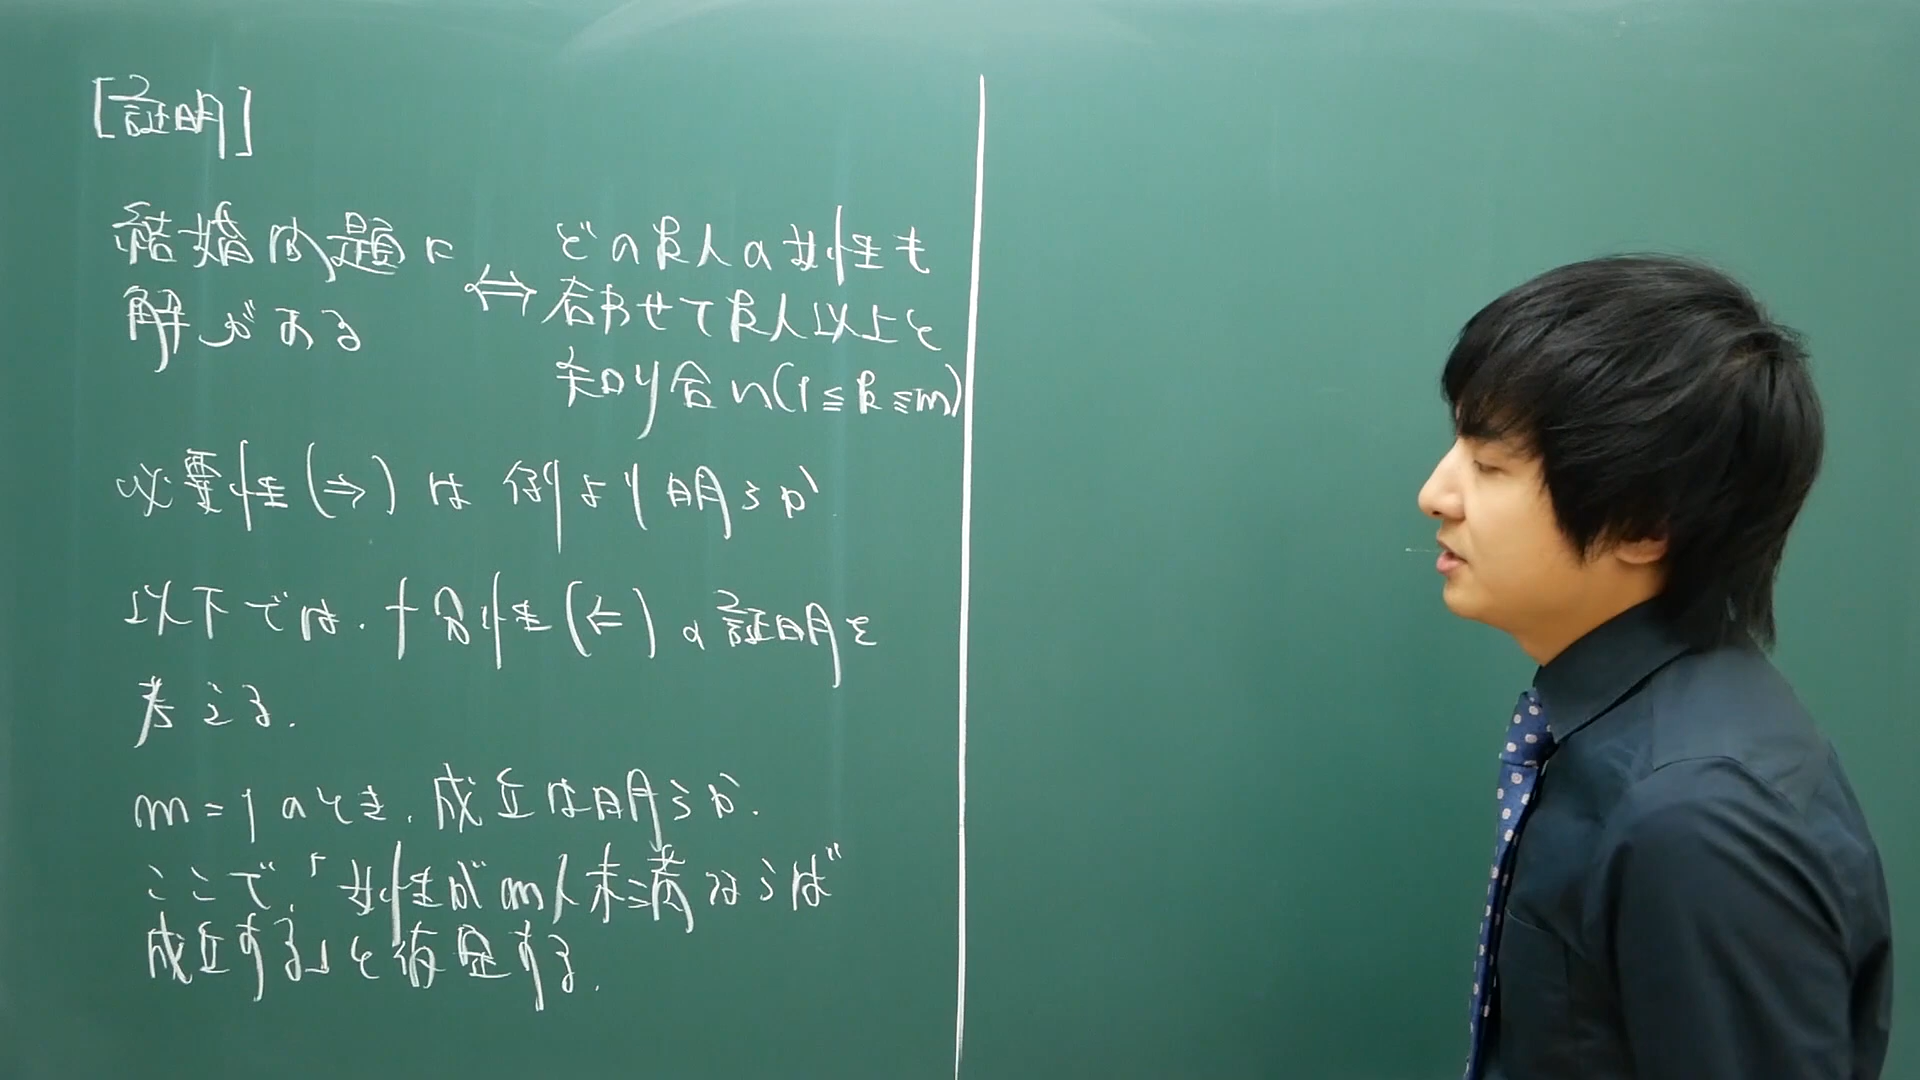 [証明]
結婚問題に
解がある
⇔
どのk人の女性も
合わせてk人以上と
知り合い(1≦k≦m)
必要性(⇒)は例より明らか
以下では、十分性(⇐)の証明を
考える.
m=1のとき、成立は明らか.
ここで、「女性がm人未満ならば
成立する」と仮定する.